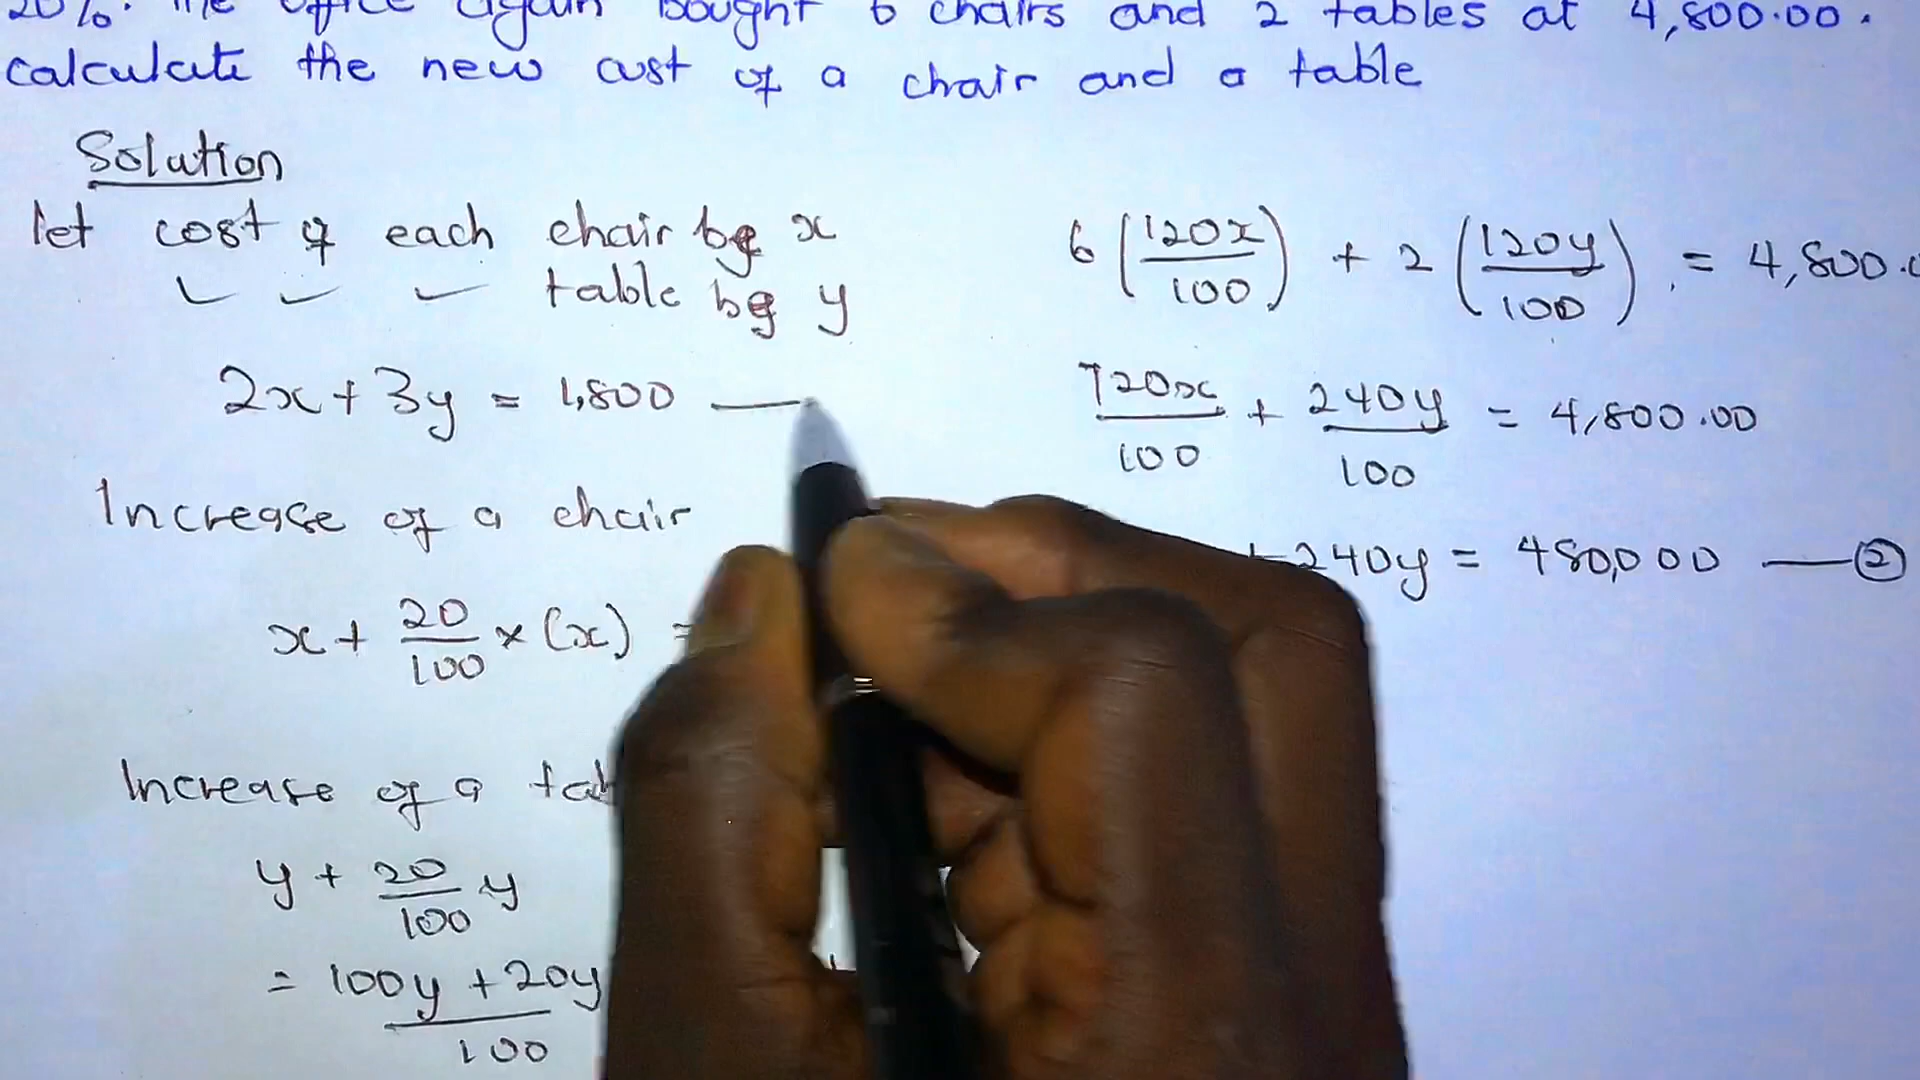 20%. The office again bought 6 chairs and 2 tables at 4,800.00.
calculate the new cost of a chair and a table
Solution
let cost of each chair be x
table be y
2x + 3y = 1,800 —
Increase of a chair
x + 20/100 × (x) =
Increase of a
y + 20/100 y
= 100y + 20y
100
6 (120x/100) + 2 (120y/100) = 4,800.
720x/100 + 240y/100 = 4,800.00
240y = 480,000 — ②